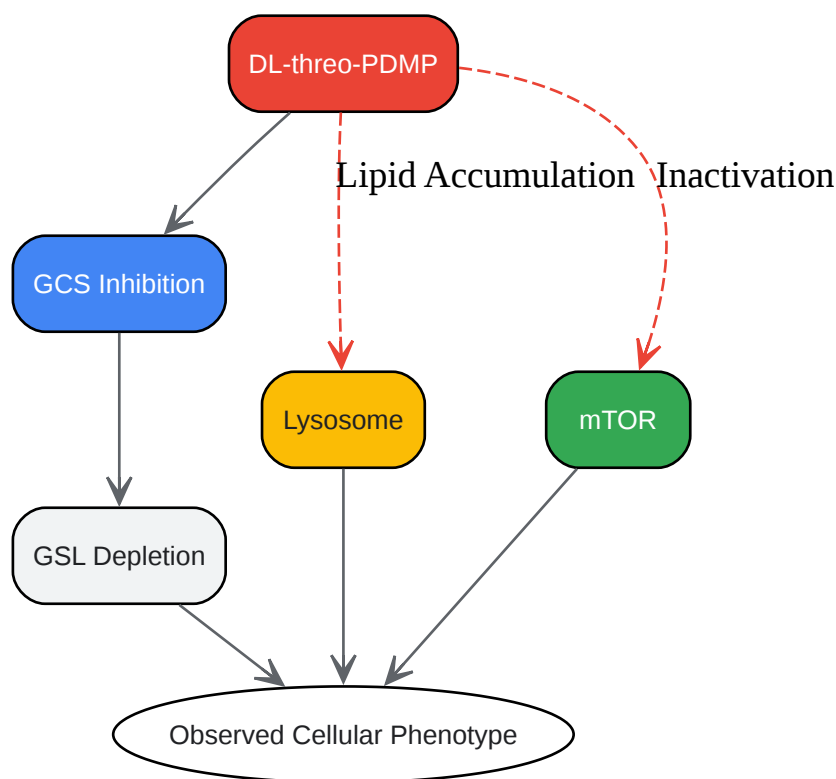 DL-threo-PDMP
Lipid Accumulation
Inactivation
GCS Inhibition
Lysosome
mTOR
GSL Depletion
Observed Cellular Phenotype